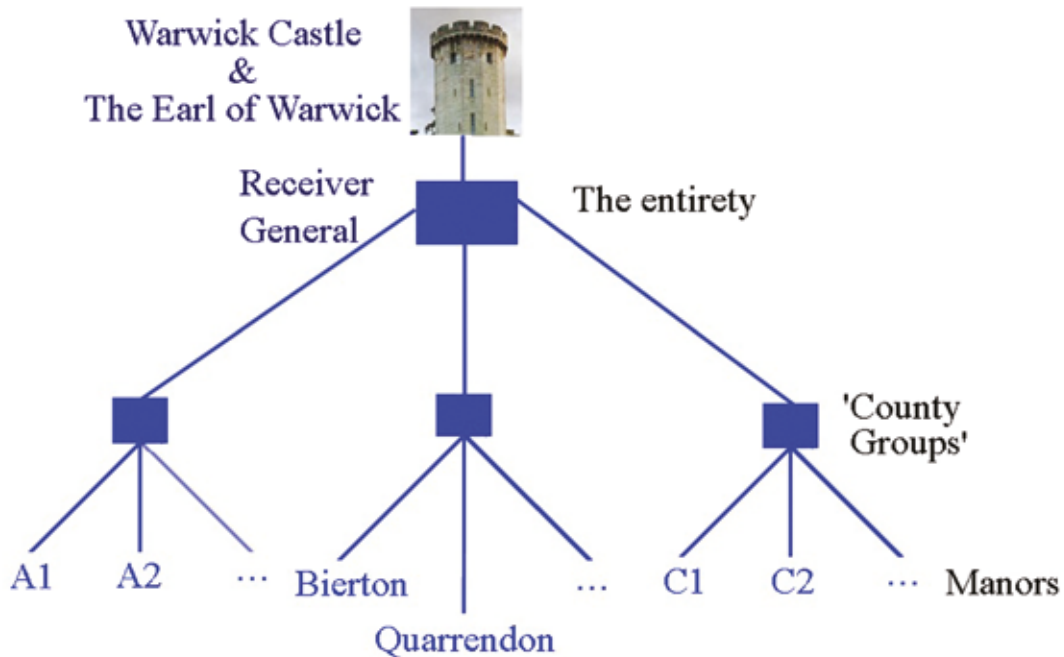 Warwick Castle
&
The Earl of Warwick
Receiver
General
The entirety
'County
Groups'
A1
A2
...
Bierton
Quarrendon
...
C1
C2
...
Manors